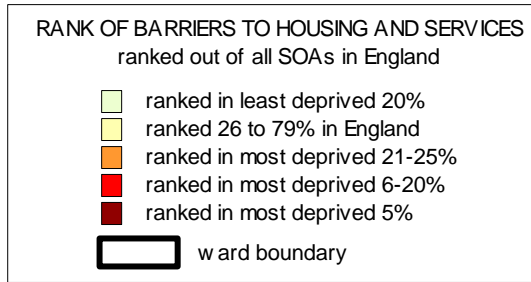 RANK OF BARRIERS TO HOUSING AND SERVICES
ranked out of all SOAs in England
ranked in least deprived 20%
ranked 26 to 79% in England
ranked in most deprived 21-25%
ranked in most deprived 6-20%
ranked in most deprived 5%
ward boundary